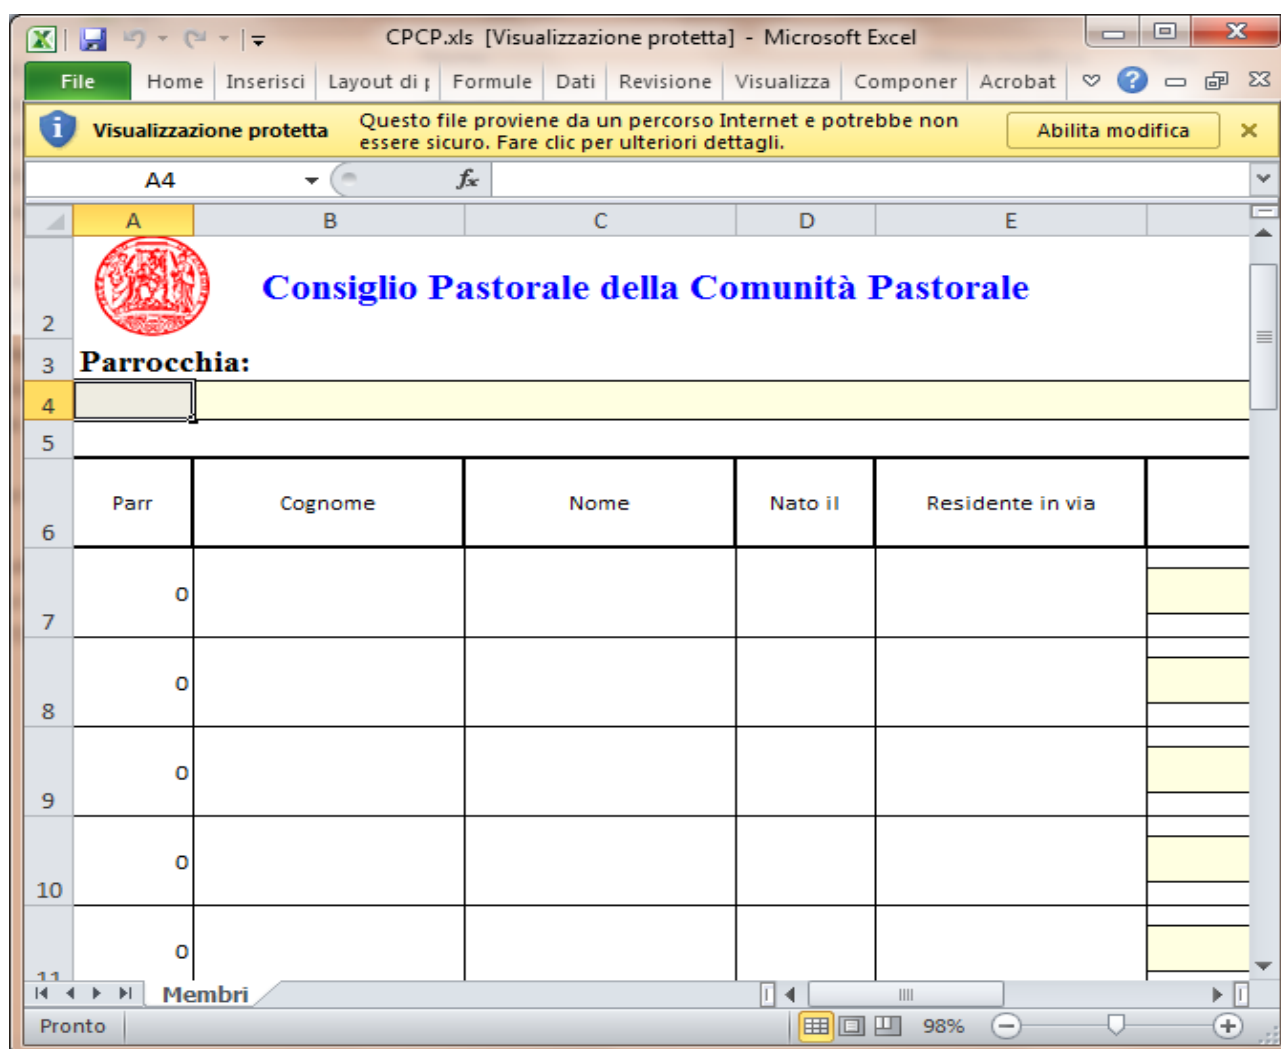 CPCP.xls [Visualizzazione protetta] - Microsoft Excel
File Home Inserisci Layout di Formule Dati Revisione Visualizza Componer Acrobat
Visualizzazione protetta Questo file proviene da un percorso Internet e potrebbe non
essere sicuro. Fare clic per ulteriori dettagli. Abilita modifica
A4 fx
A B C D E
Consiglio Pastorale della Comunità Pastorale
2
3 Parrocchia:
4
5
6 Parr Cognome Nome Nato il Residente in via
7 0
8 0
9 0
10 0
11 0
Membri
Pronto 98%